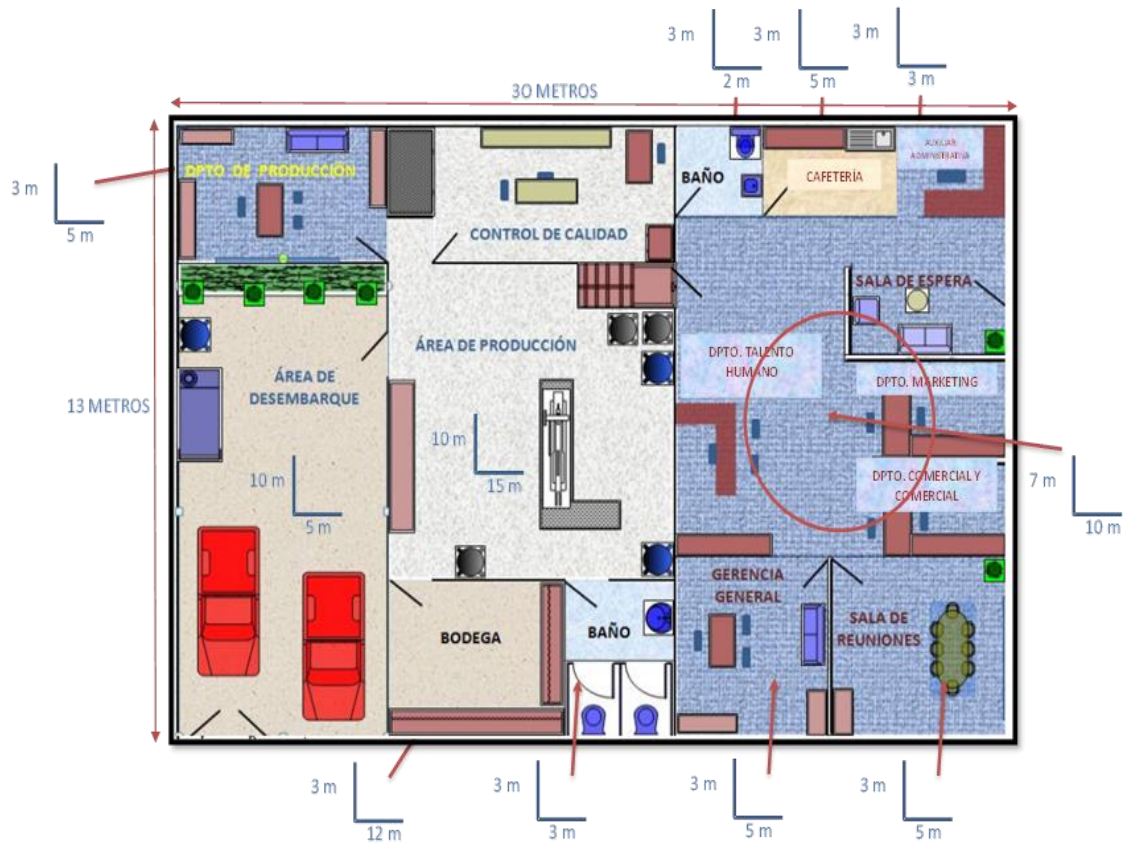 3 m
3 m
3 m
2 m
5 m
3 m
30 METROS
3 m
5 m
DPTO DE PRODUCCIÓN
CONTROL DE CALIDAD
BAÑO
CAFETERÍA
AUXILIAR
ADMINISTRATIVA
SALA DE ESPERA
ÁREA DE PRODUCCIÓN
DPTO. TALENTO
HUMANO
DPTO. MARKETING
ÁREA DE
DESEMBARQUE
13 METROS
10 m
15 m
10 m
5 m
DPTO. COMERCIAL Y
COMERCIAL
7 m
10 m
GERENCIA
GENERAL
SALA DE
REUNIONES
BODEGA
BAÑO
3 m
12 m
3 m
3 m
3 m
5 m
3 m
5 m